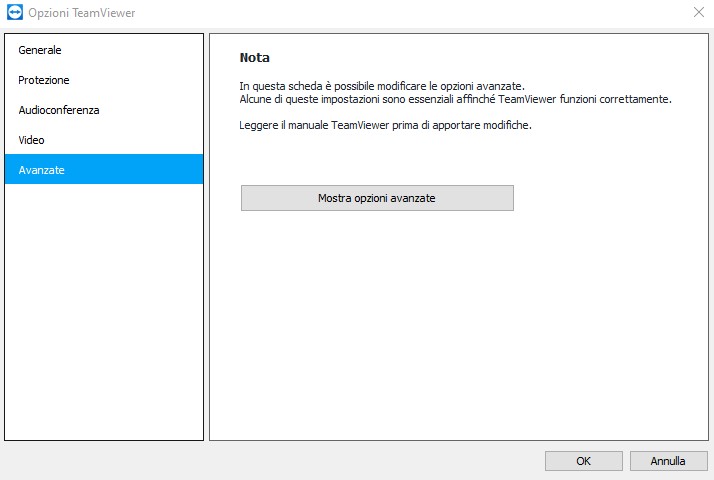 Opzioni TeamViewer
Generale
Protezione
Audioconferenza
Video
Avanzate
Nota
In questa scheda è possibile modificare le opzioni avanzate.
Alcune di queste impostazioni sono essenziali affinché TeamViewer funzioni correttamente.
Leggere il manuale TeamViewer prima di apportare modifiche.
Mostra opzioni avanzate
OK
Annulla